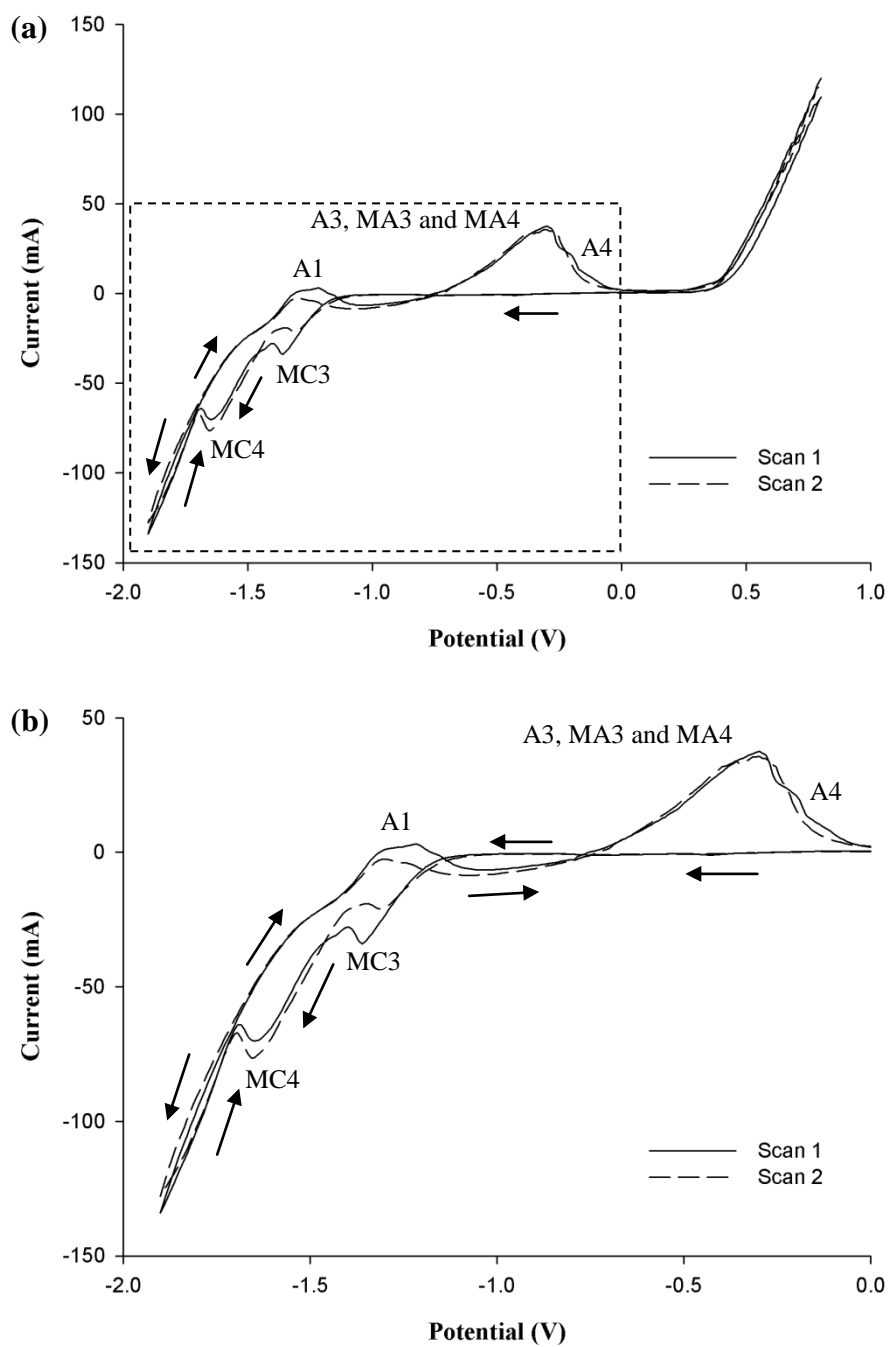 (a)
150
100
50
0
-50
-100
-150
Current (mA)
A3, MA3 and MA4
A4
A1
MC3
MC4
Scan 1
Scan 2
-2.0 -1.5 -1.0 -0.5 0.0 0.5 1.0
Potential (V)
(b)
50
0
-50
-100
-150
Current (mA)
A3, MA3 and MA4
A4
A1
MC3
MC4
Scan 1
Scan 2
-2.0 -1.5 -1.0 -0.5 0.0
Potential (V)